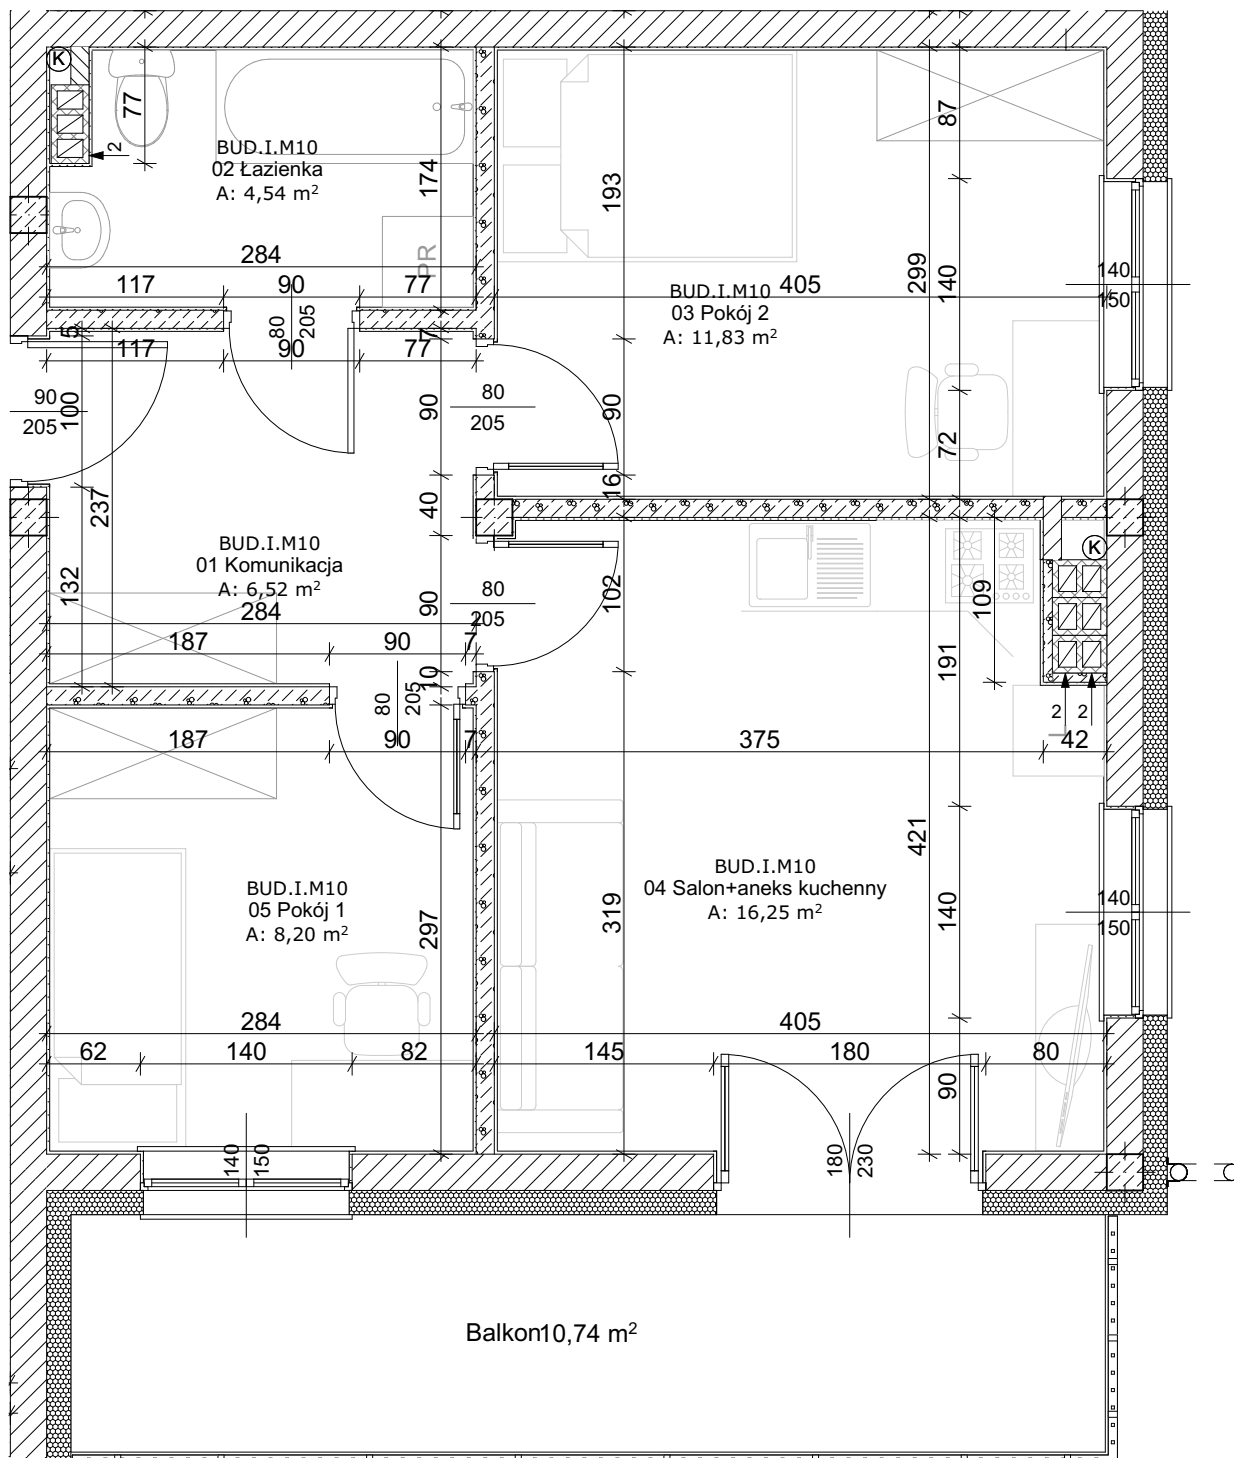 K
77
2
BUD.I.M10
02 Łazienka
A: 4,54 m²
174
PR
284
117 90 77
80
205
117 90 77
5
7
193
299
87
140
72
405
BUD.I.M10
03 Pokój 2
A: 11,83 m²
140
150
90
205
100
237
132
90
40
80
205
90
16
BUD.I.M10
01 Komunikacja
A: 6,52 m²
284
187 90 7
80
205
10
90
80
205
102
109
191
K
2 2
L
187 90 7
375 42
BUD.I.M10
05 Pokój 1
A: 8,20 m²
297
319
421
140
BUD.I.M10
04 Salon+aneks kuchenny
A: 16,25 m²
140
150
284
405
62 140 82
145 180 80
90
140
150
180
230
Balkon10,74 m²